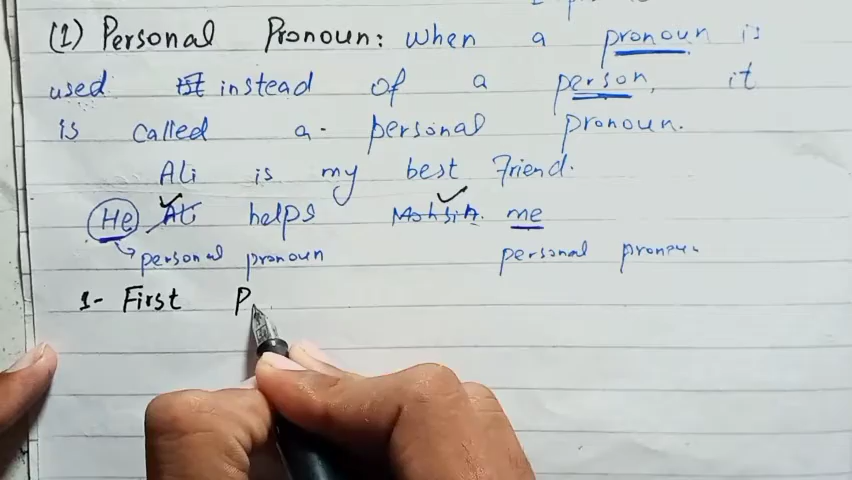 (1) Personal Pronoun: When a pronoun is
used instead of a person, it
is called a personal pronoun.
Ali is my best Friend.
He Ali helps Mohsin. me
personal pronoun personal pronoun
1- First P